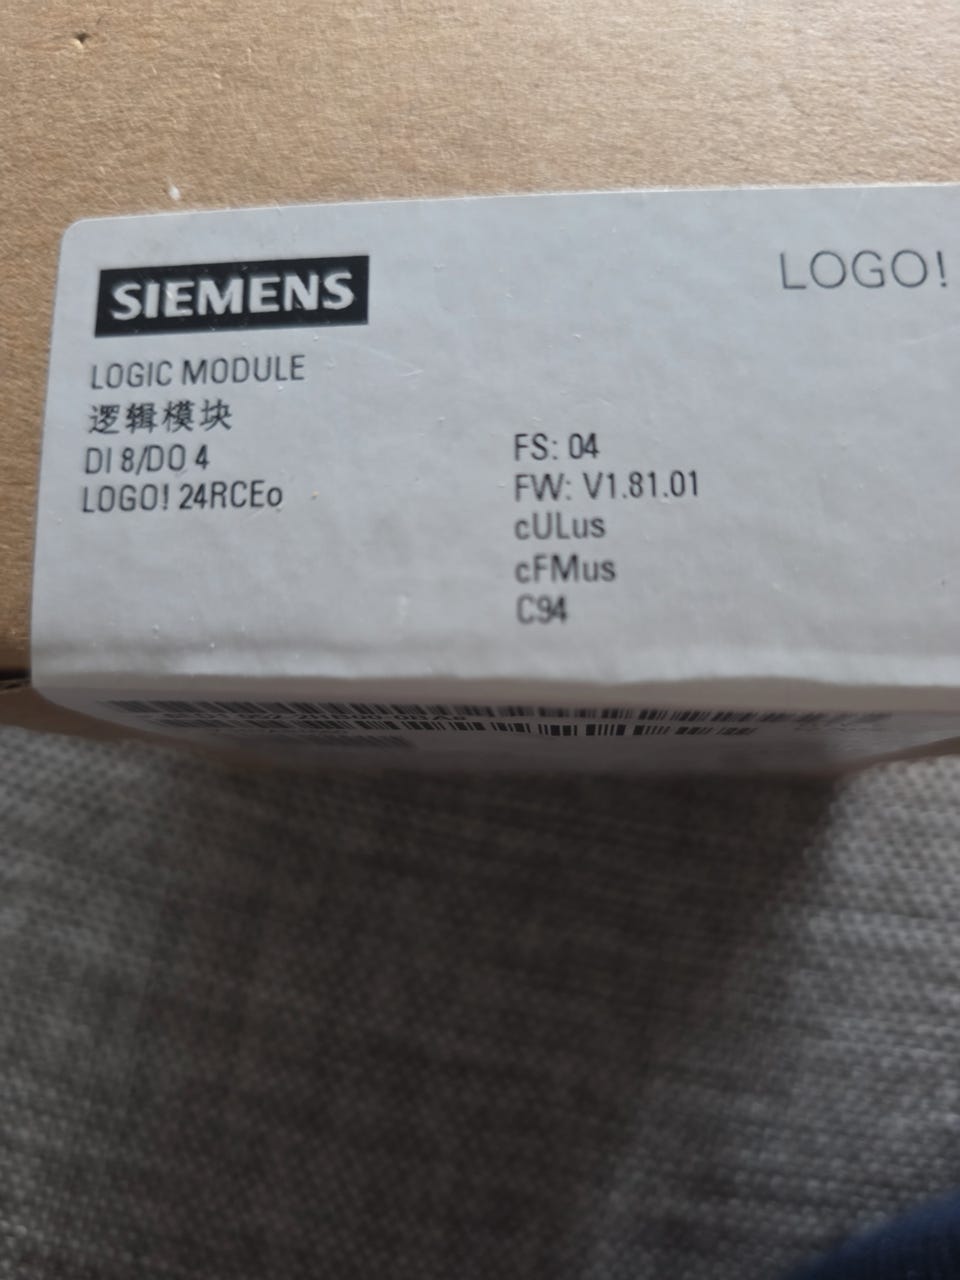 SIEMENS
LOGO!
LOGIC MODULE
逻辑模块
DI 8/DO 4
LOGO! 24RCEo
FS: 04
FW: V1.81.01
cULus
cFMus
C94